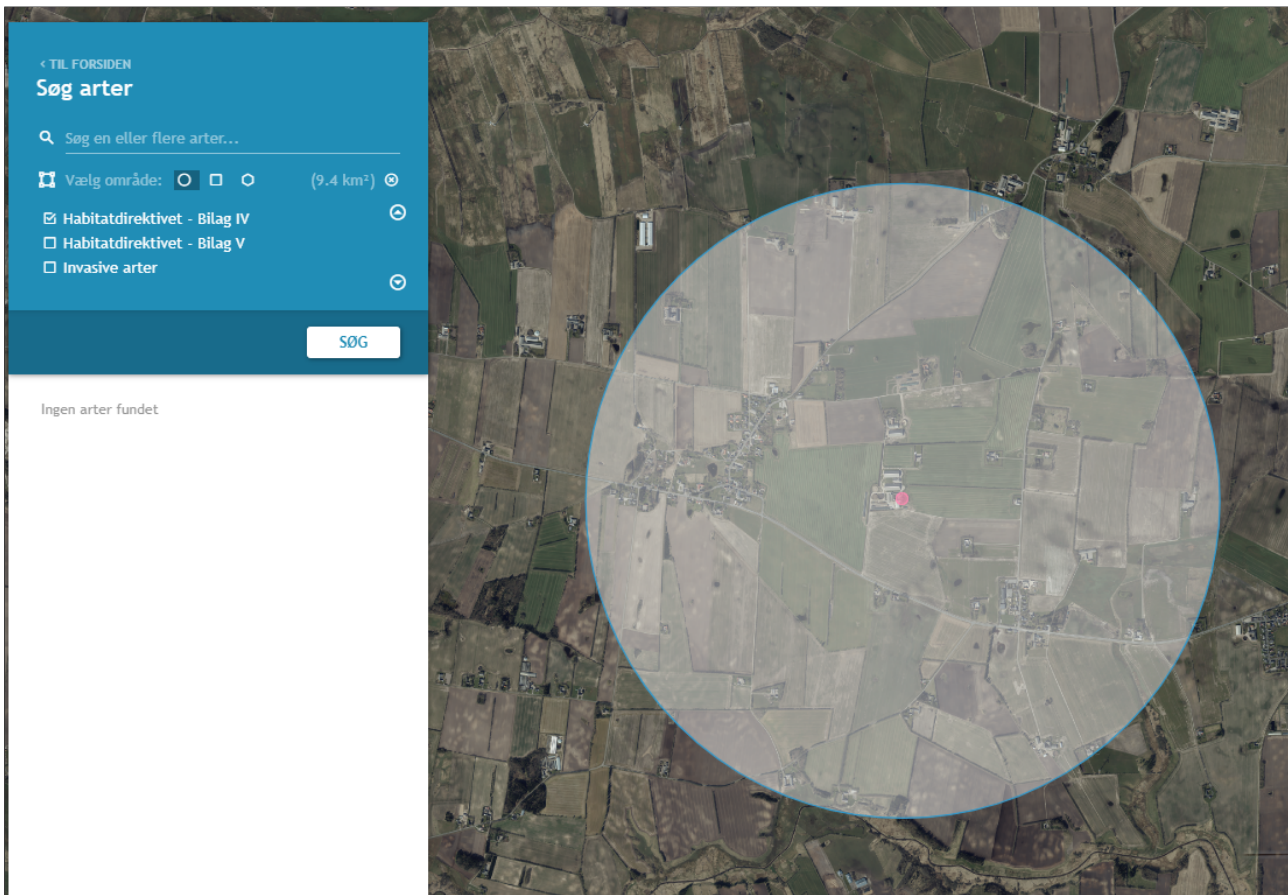 ‹ TIL FORSIDEN
Søg arter
Søg en eller flere arter...
Vælg område: (9.4 km²)
Habitatdirektivet - Bilag IV
Habitatdirektivet - Bilag V
Invasive arter
SØG
Ingen arter fundet